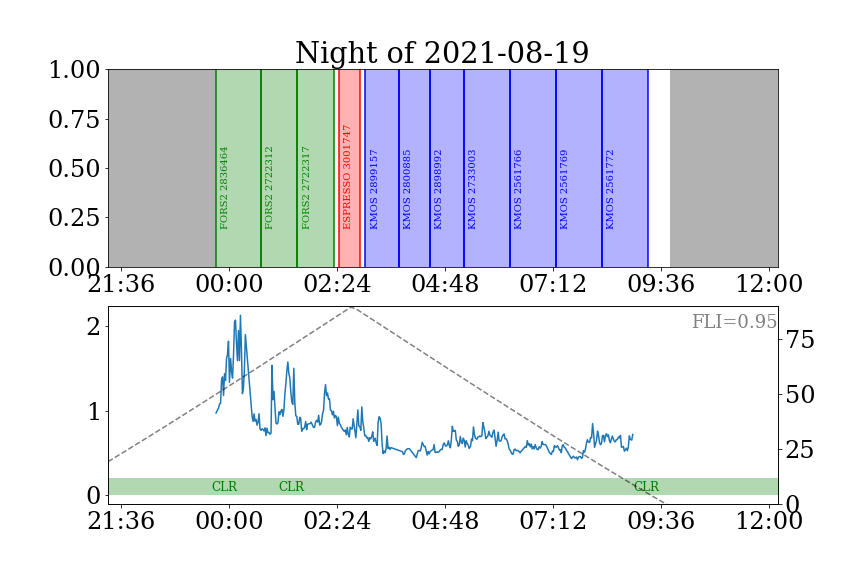 Night of 2021-08-19
1.00
0.75
0.50
0.25
0.00
FORS2 2836464
FORS2 2722312
FORS2 2722317
ESPRESSO 3001747
KMOS 2899157
KMOS 2800885
KMOS 2898992
KMOS 2733003
KMOS 2561766
KMOS 2561769
KMOS 2561772
21:36 00:00 02:24 04:48 07:12 09:36 12:00
FLI=0.95
2
1
0
75
50
25
0
CLR CLR CLR
21:36 00:00 02:24 04:48 07:12 09:36 12:00